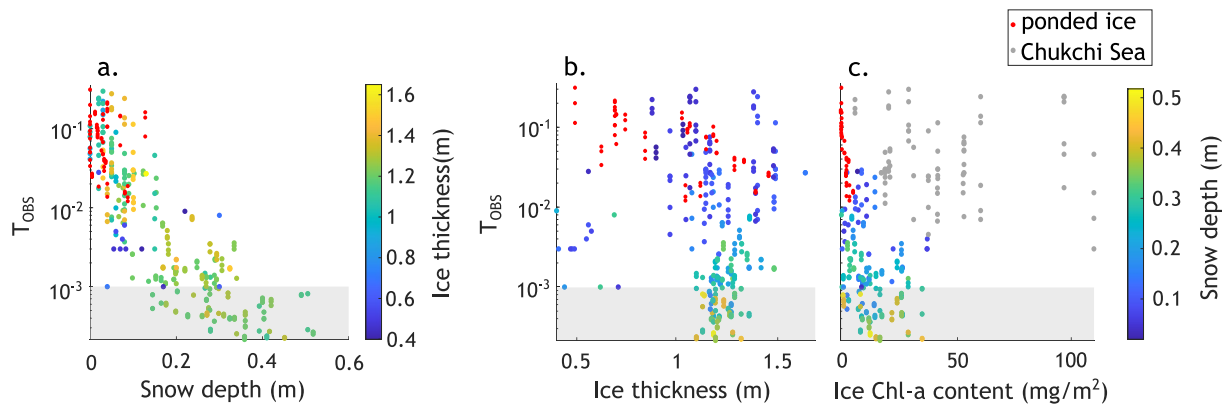 ponded ice
Chukchi Sea
a.
b.
c.
T_OBS
10^-1
10^-2
10^-3
0
0.2
0.4
0.6
Snow depth (m)
1.6
1.4
1.2
1
0.8
0.6
0.4
Ice thickness(m)
T_OBS
10^-1
10^-2
10^-3
0.5
1
1.5
Ice thickness (m)
0
50
100
Ice Chl-a content (mg/m²)
0.5
0.4
0.3
0.2
0.1
Snow depth (m)